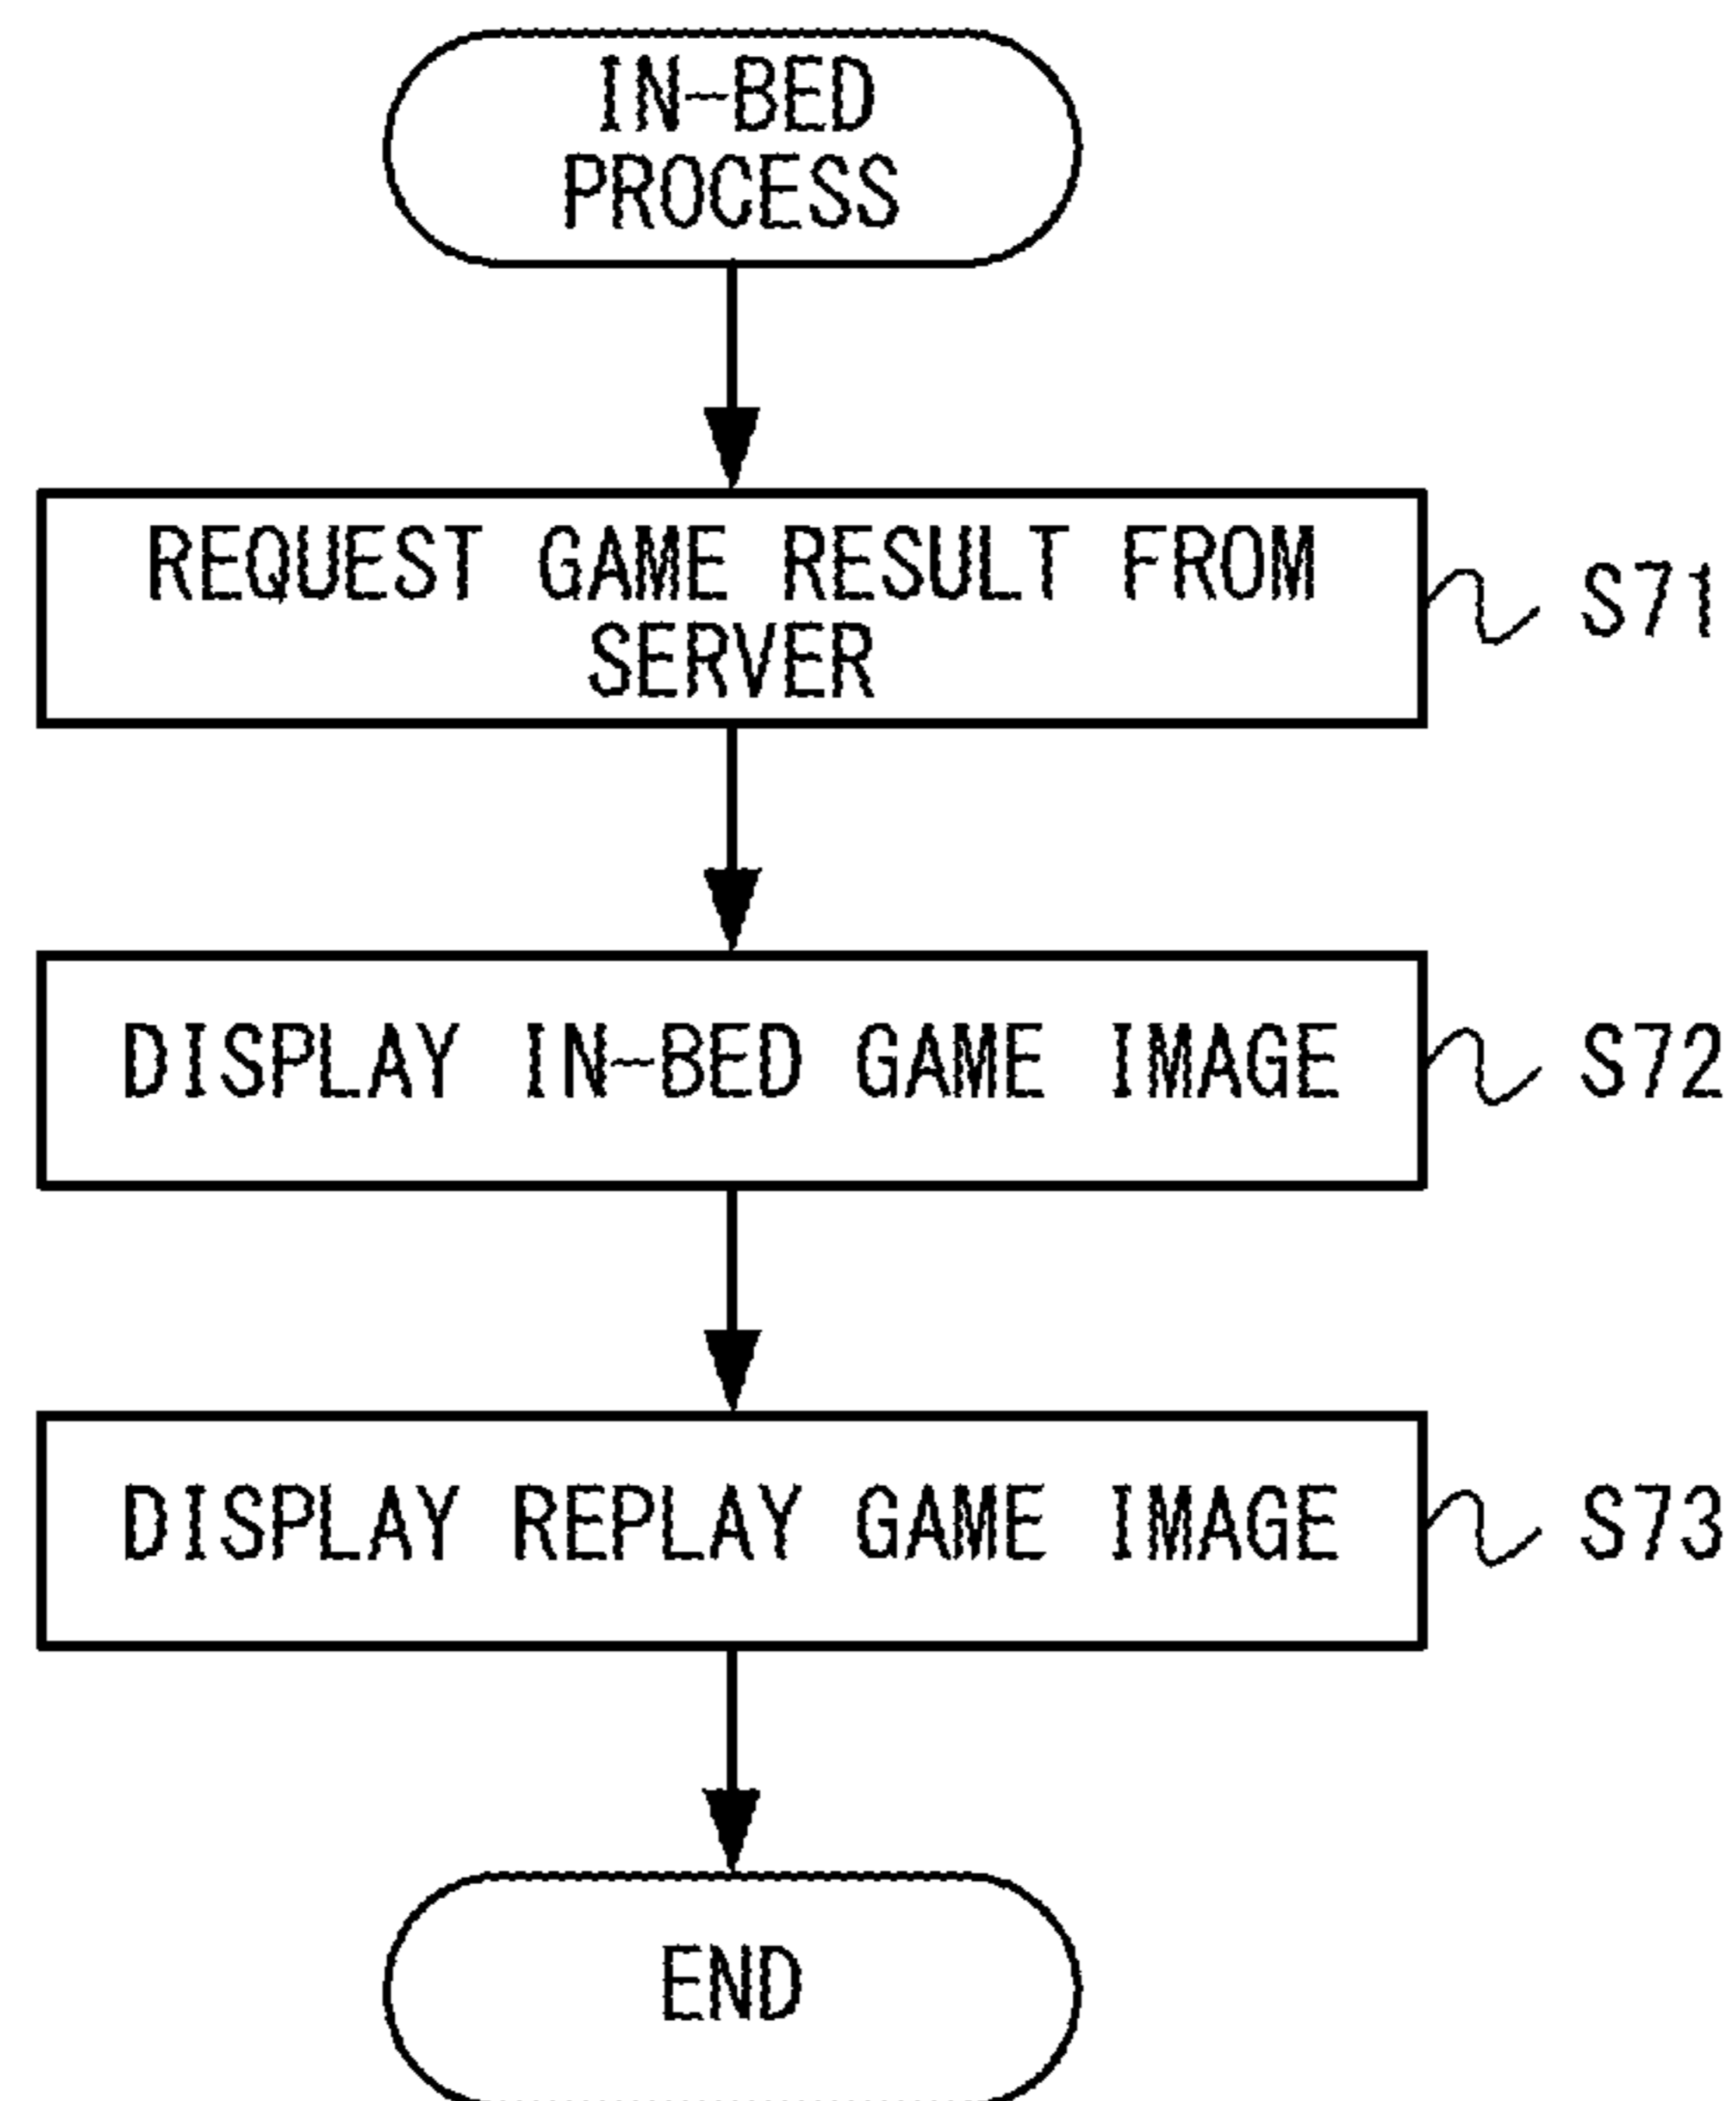 IN-BED
PROCESS
REQUEST GAME RESULT FROM
SERVER
S71
DISPLAY IN-BED GAME IMAGE
S72
DISPLAY REPLAY GAME IMAGE
S73
END